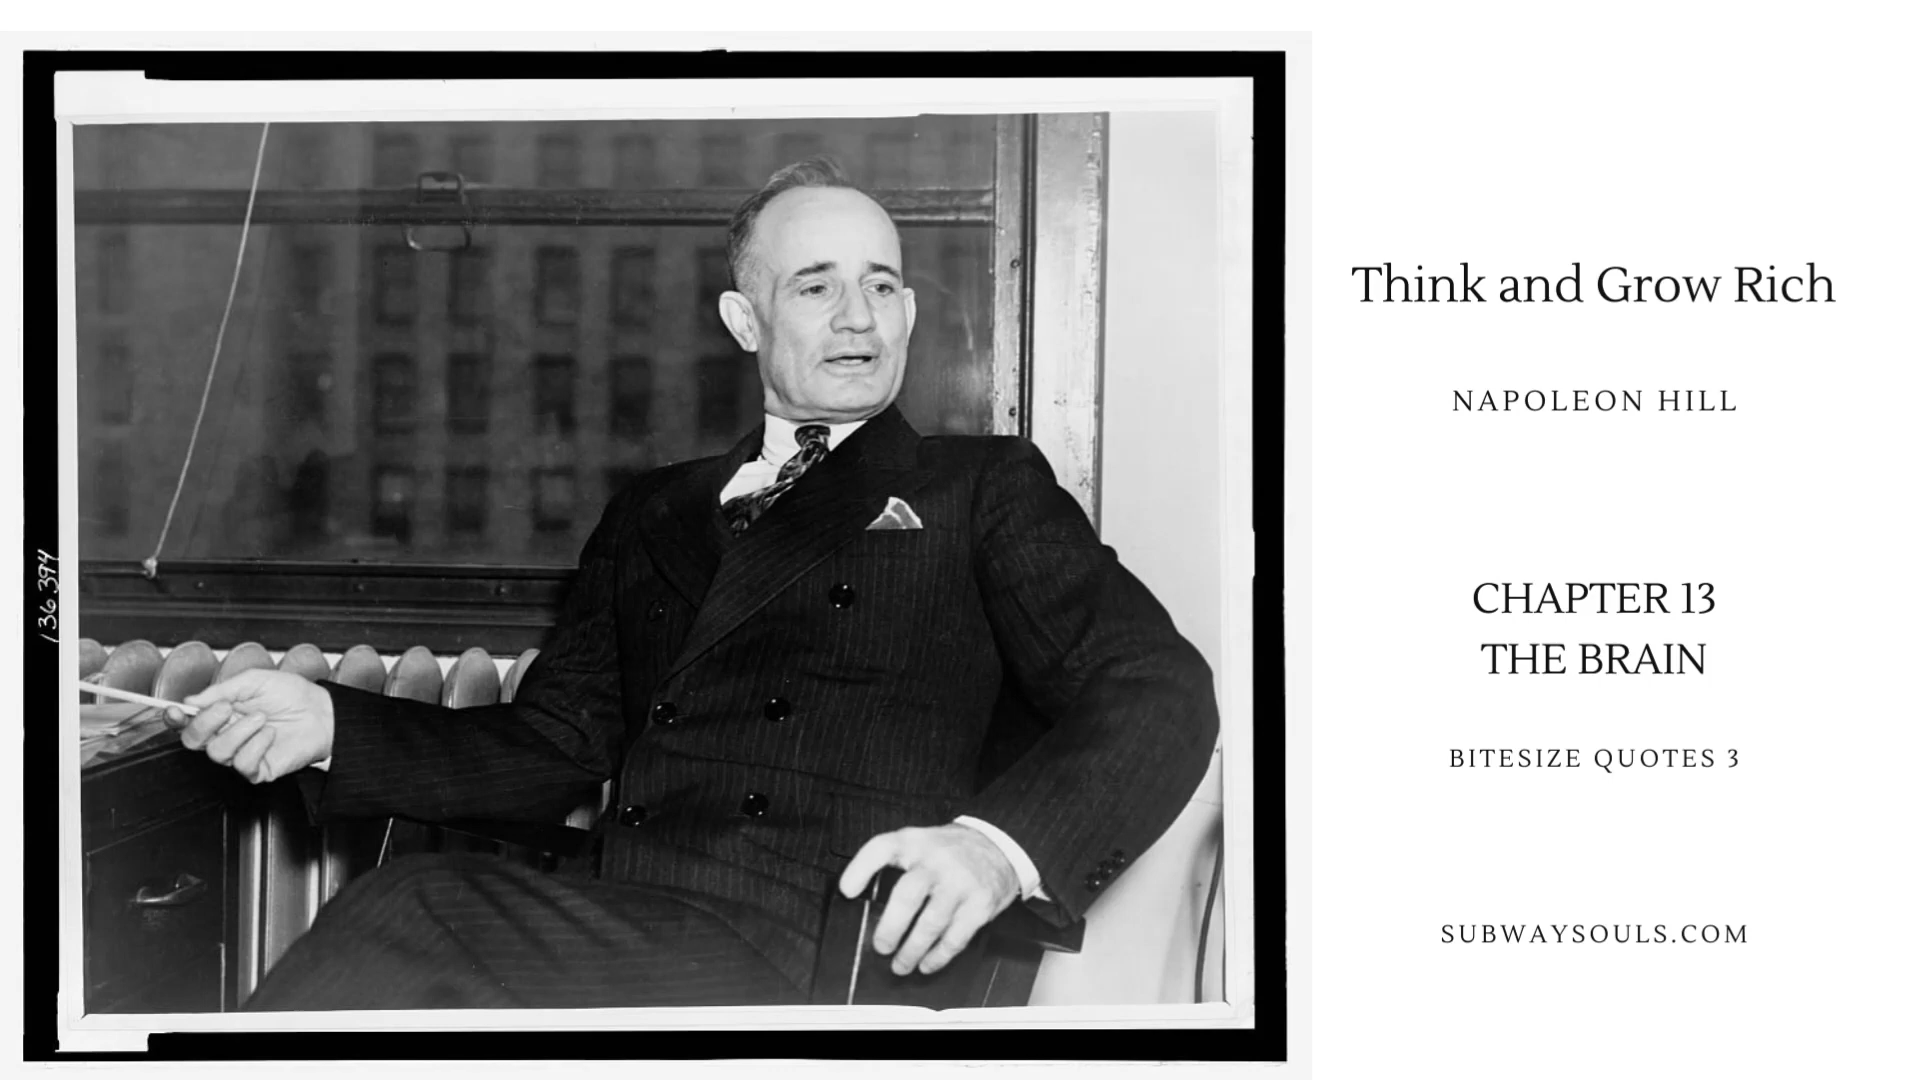 136394
Think and Grow Rich
NAPOLEON HILL
CHAPTER 13
THE BRAIN
BITESIZE QUOTES 3
SUBWAYSOULS.COM